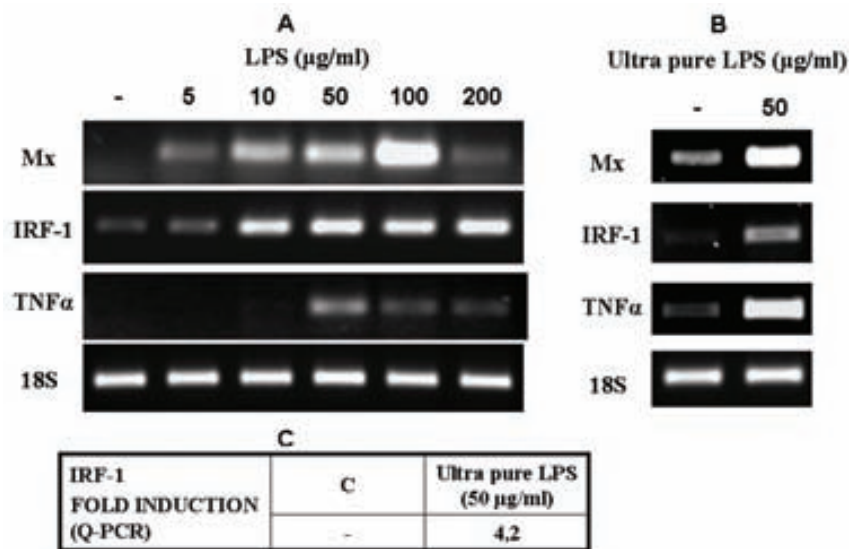 A
LPS (µg/ml)
- 5 10 50 100 200
Mx
IRF-1
TNFα
18S
B
Ultra pure LPS (µg/ml)
- 50
Mx
IRF-1
TNFα
18S
C
IRF-1
FOLD INDUCTION
(Q-PCR)
C
Ultra pure LPS
(50 µg/ml)
-
4,2